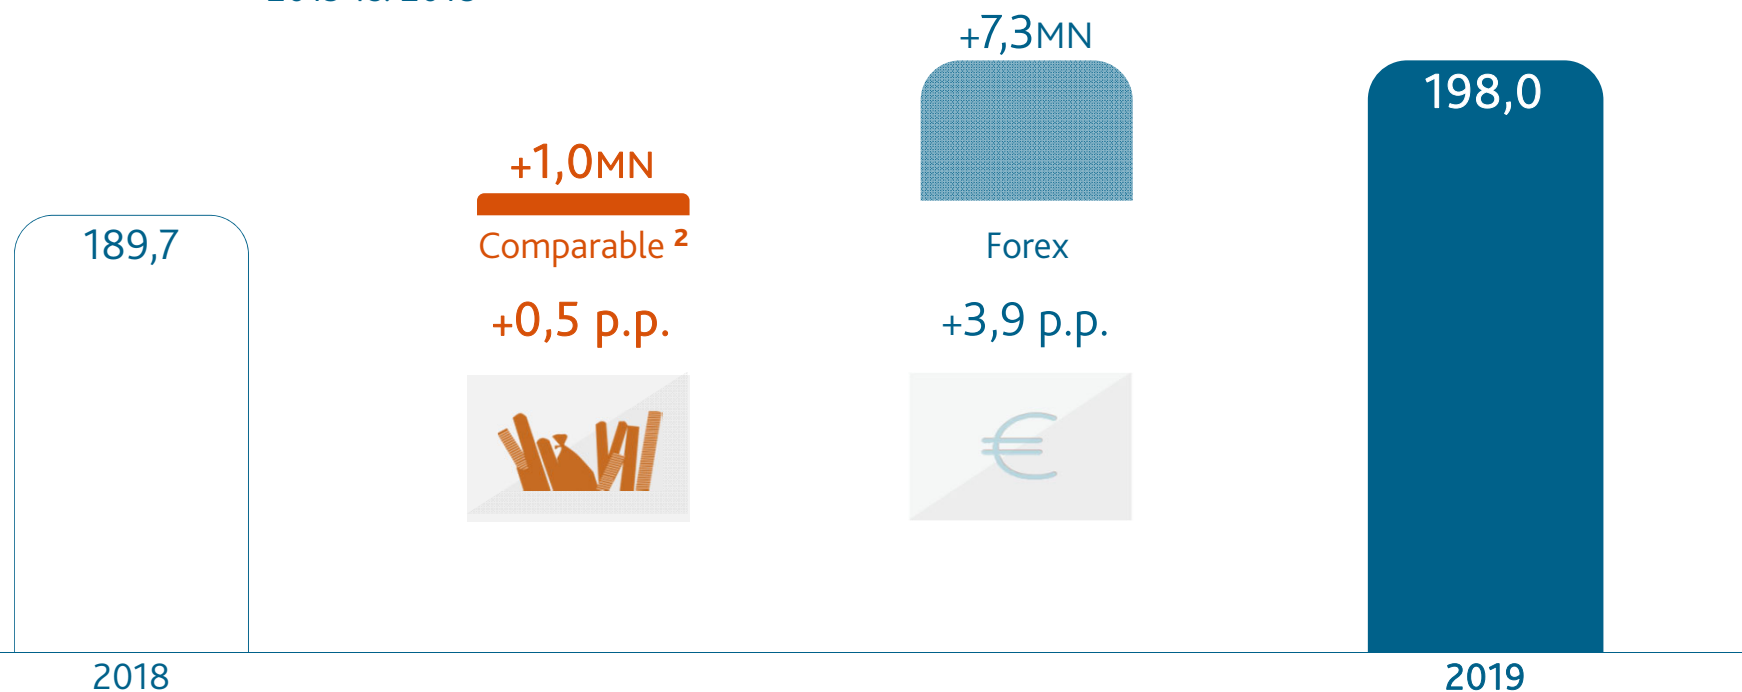 +7,3MN
198,0
+1,0MN
189,7
Comparable ²
Forex
+0,5 p.p.
+3,9 p.p.
€
2018
2019